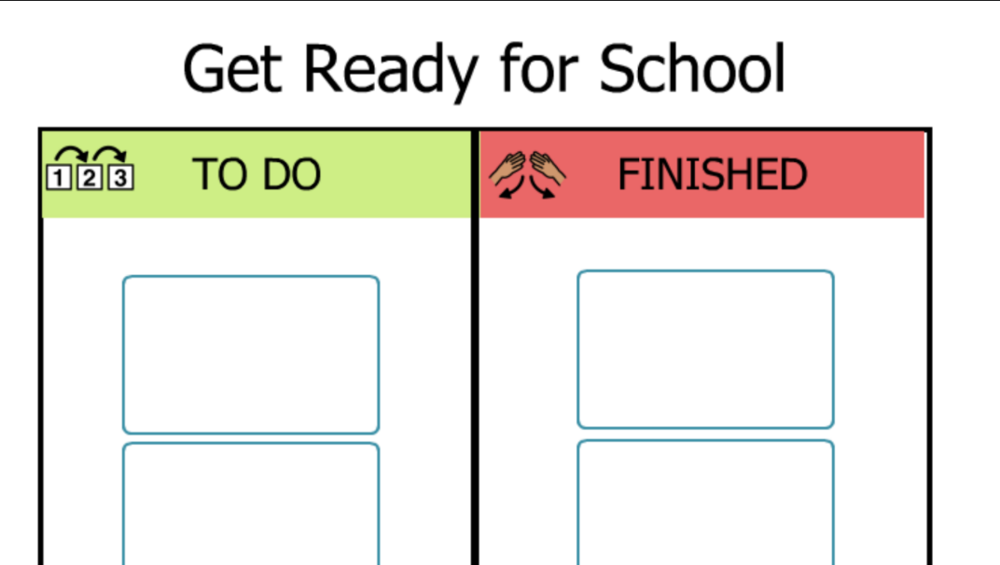 Get Ready for School
1 2 3 TO DO
FINISHED